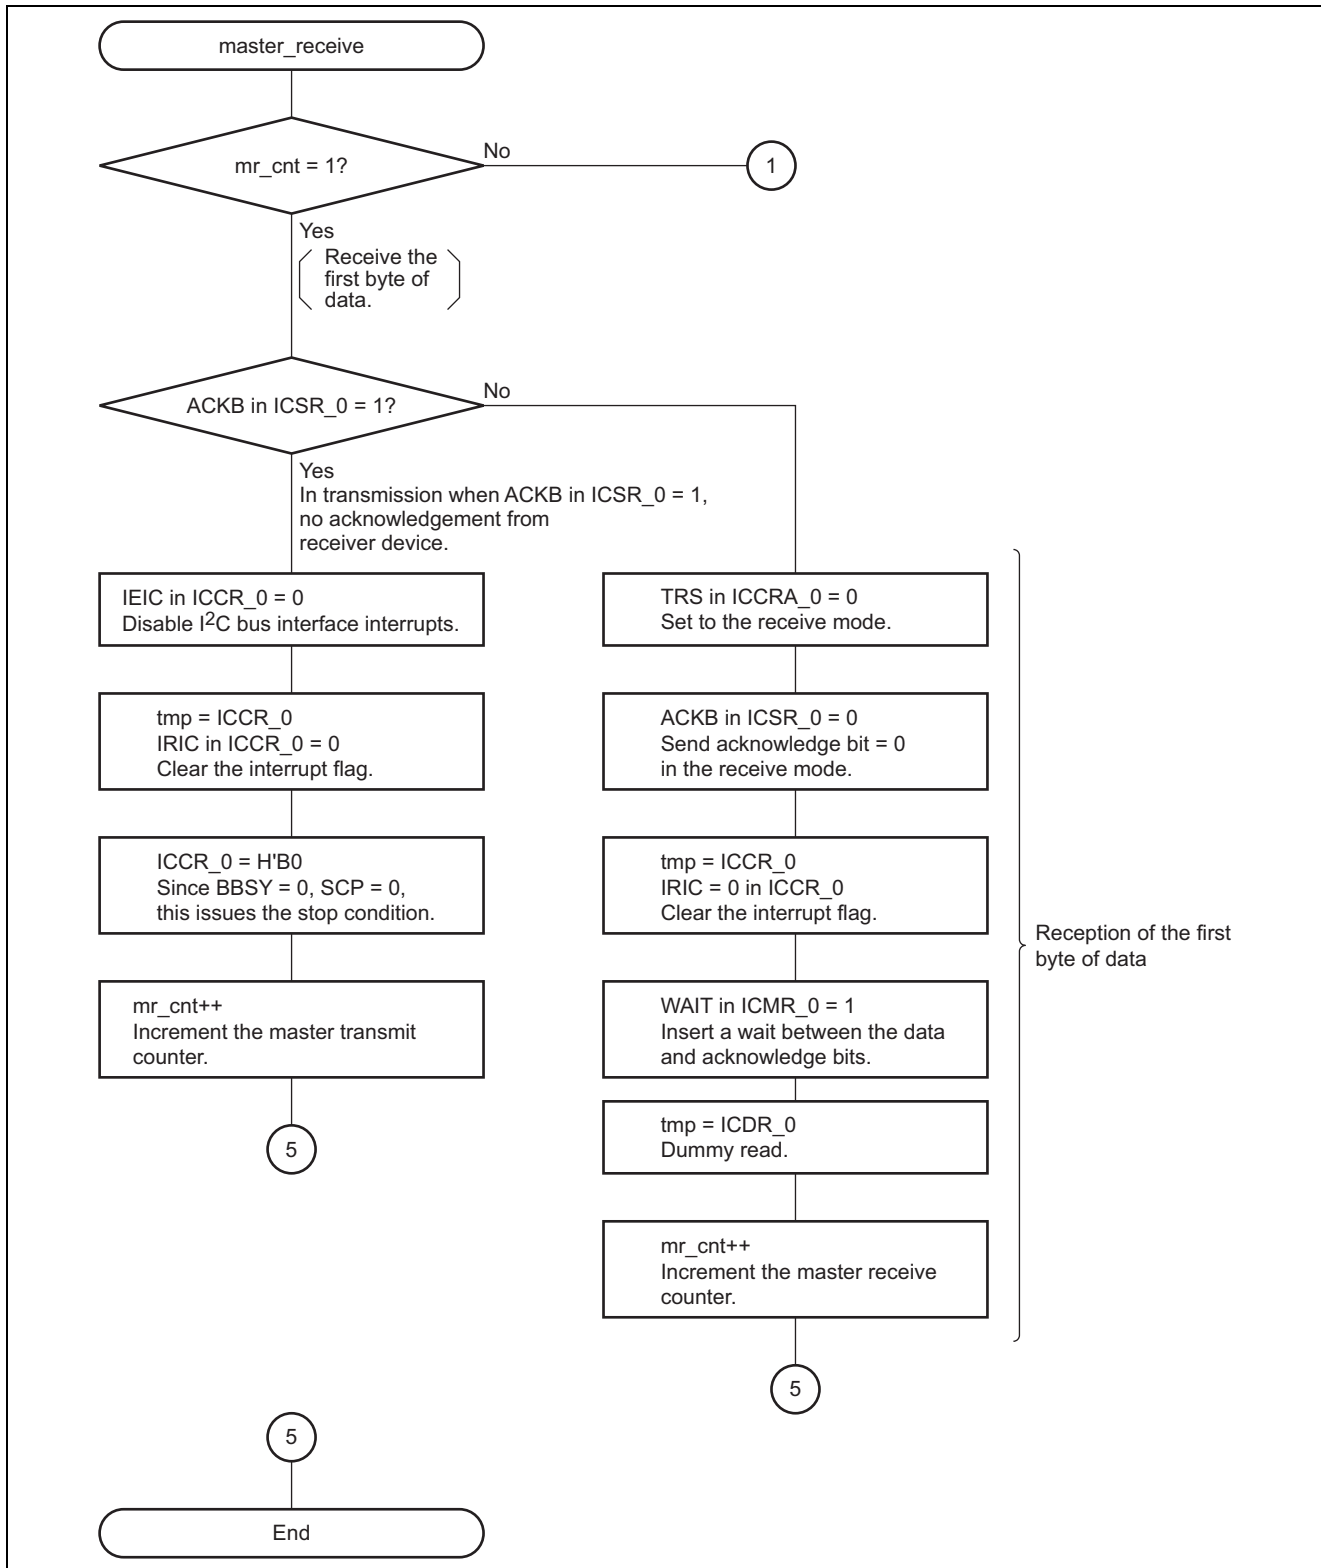 master_receive
mr_cnt = 1?
No
1
Yes
Receive the
first byte of
data.
ACKB in ICSR_0 = 1?
No
Yes
In transmission when ACKB in ICSR_0 = 1,
no acknowledgement from
receiver device.
IEIC in ICCR_0 = 0
Disable I2C bus interface interrupts.
tmp = ICCR_0
IRIC in ICCR_0 = 0
Clear the interrupt flag.
ICCR_0 = H'B0
Since BBSY = 0, SCP = 0,
this issues the stop condition.
mr_cnt++
Increment the master transmit
counter.
5
TRS in ICCRA_0 = 0
Set to the receive mode.
ACKB in ICSR_0 = 0
Send acknowledge bit = 0
in the receive mode.
tmp = ICCR_0
IRIC = 0 in ICCR_0
Clear the interrupt flag.
WAIT in ICMR_0 = 1
Insert a wait between the data
and acknowledge bits.
tmp = ICDR_0
Dummy read.
mr_cnt++
Increment the master receive
counter.
5
Reception of the first
byte of data
5
End